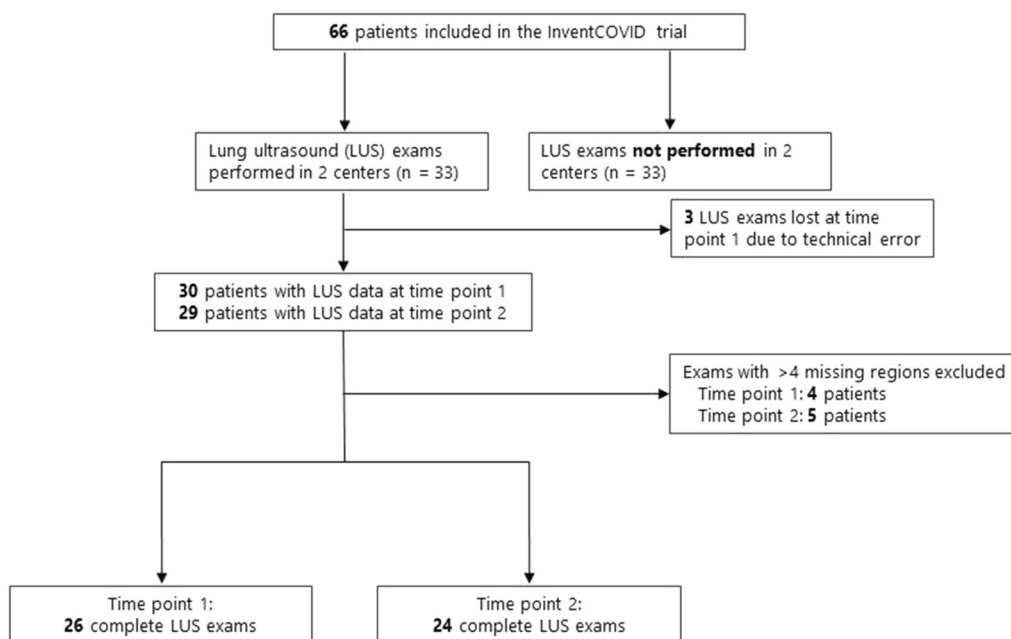 66 patients included in the InventCOVID trial
Lung ultrasound (LUS) exams
performed in 2 centers (n = 33)
LUS exams not performed in 2
centers (n = 33)
3 LUS exams lost at time
point 1 due to technical error
30 patients with LUS data at time point 1
29 patients with LUS data at time point 2
Exams with >4 missing regions excluded
Time point 1: 4 patients
Time point 2: 5 patients
Time point 1:
26 complete LUS exams
Time point 2:
24 complete LUS exams